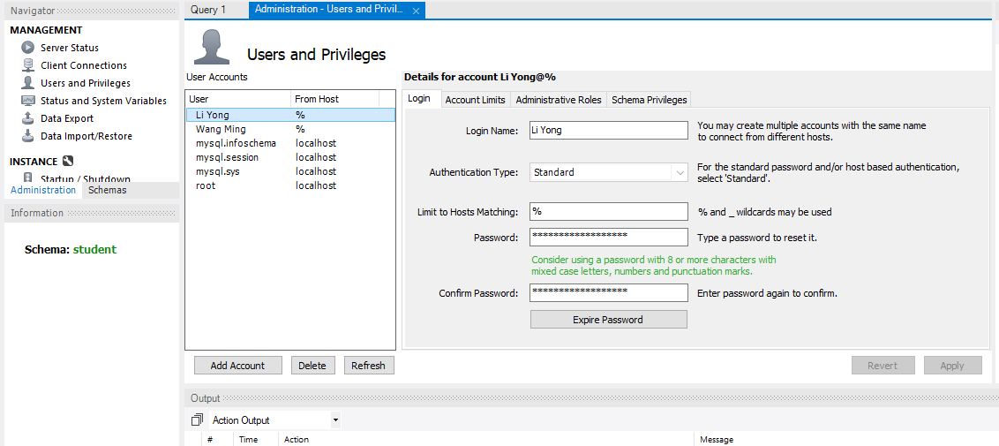 Navigator
MANAGEMENT
Server Status
Client Connections
Users and Privileges
Status and System Variables
Data Export
Data Import/Restore
INSTANCE
Startup / Shutdown
Administration Schemas
Information
Schema: student
Query 1 Administration - Users and Privil...
Users and Privileges
User Accounts
User From Host
Li Yong %
Wang Ming %
mysql.infoschema localhost
mysql.session localhost
mysql.sys localhost
root localhost
Add Account Delete Refresh
Details for account Li Yong@%
Login Account Limits Administrative Roles Schema Privileges
Login Name: Li Yong You may create multiple accounts with the same name
to connect from different hosts.
Authentication Type: Standard For the standard password and/or host based authentication,
select 'Standard'.
Limit to Hosts Matching: % % and _ wildcards may be used
Password: ****************** Type a password to reset it.
Consider using a password with 8 or more characters with
mixed case letters, numbers and punctuation marks.
Confirm Password: ****************** Enter password again to confirm.
Expire Password
Revert Apply
Output
Action Output
# Time Action Message